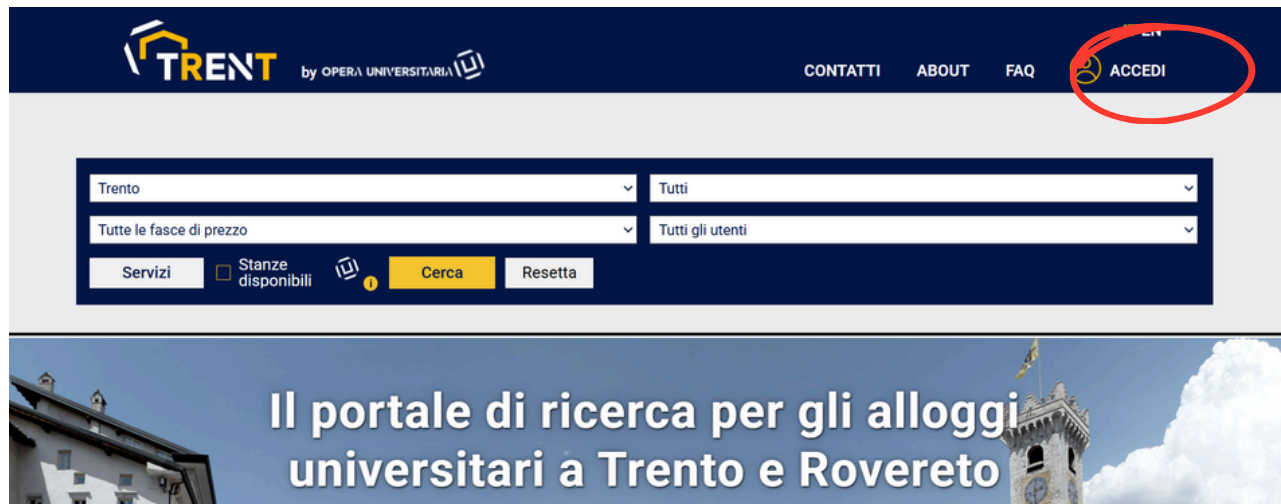 EN
TRENT by OPERA UNIVERSITARIA
CONTATTI ABOUT FAQ ACCEDI
Trento Tutti
Tutte le fasce di prezzo Tutti gli utenti
Servizi Stanze disponibili i Cerca Resetta
Il portale di ricerca per gli alloggi
universitari a Trento e Rovereto